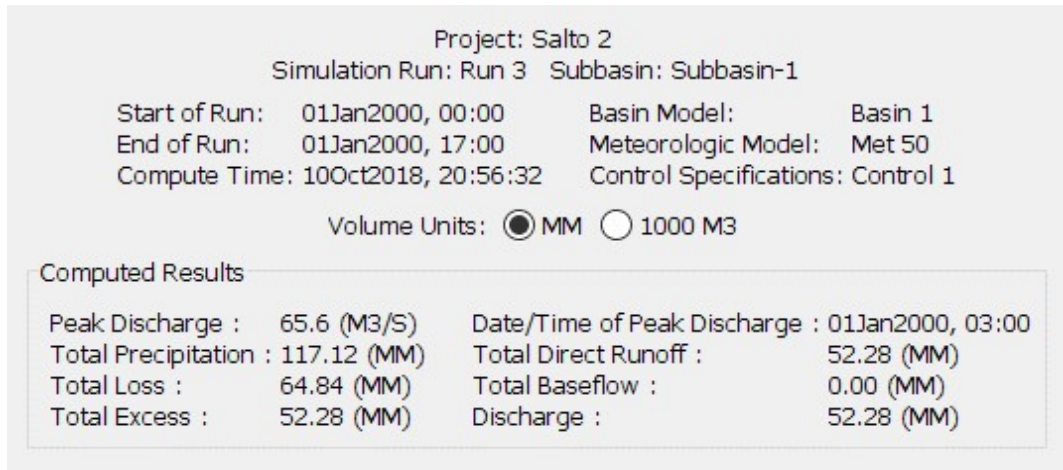 Project: Salto 2
Simulation Run: Run 3 Subbasin: Subbasin-1
Start of Run: 01Jan2000, 00:00 Basin Model: Basin 1
End of Run: 01Jan2000, 17:00 Meteorologic Model: Met 50
Compute Time: 10Oct2018, 20:56:32 Control Specifications: Control 1
Volume Units: MM 1000 M3
Computed Results
Peak Discharge : 65.6 (M3/S) Date/Time of Peak Discharge : 01Jan2000, 03:00
Total Precipitation : 117.12 (MM) Total Direct Runoff : 52.28 (MM)
Total Loss : 64.84 (MM) Total Baseflow : 0.00 (MM)
Total Excess : 52.28 (MM) Discharge : 52.28 (MM)